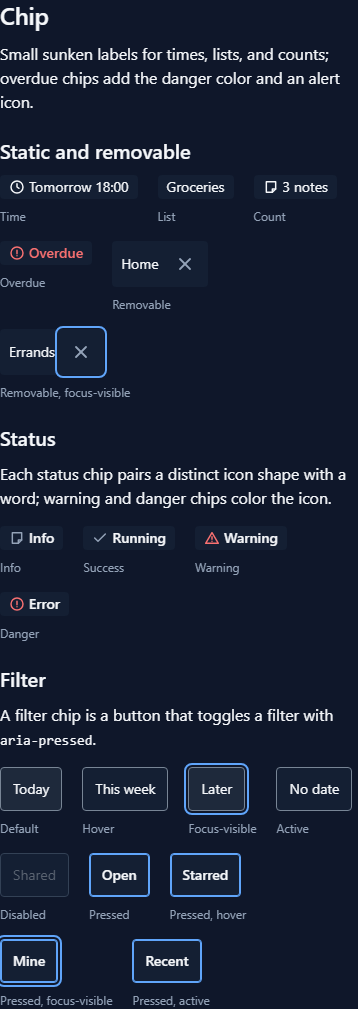 Chip
Small sunken labels for times, lists, and counts;
overdue chips add the danger color and an alert
icon.
Static and removable
Tomorrow 18:00 Groceries 3 notes
Time List Count
Overdue Home
Overdue Removable
Errands
Removable, focus-visible
Status
Each status chip pairs a distinct icon shape with a
word; warning and danger chips color the icon.
Info Running Warning
Info Success Warning
Error
Danger
Filter
A filter chip is a button that toggles a filter with
aria-pressed.
Today This week Later No date
Default Hover Focus-visible Active
Shared Open Starred
Disabled Pressed Pressed, hover
Mine Recent
Pressed, focus-visible Pressed, active